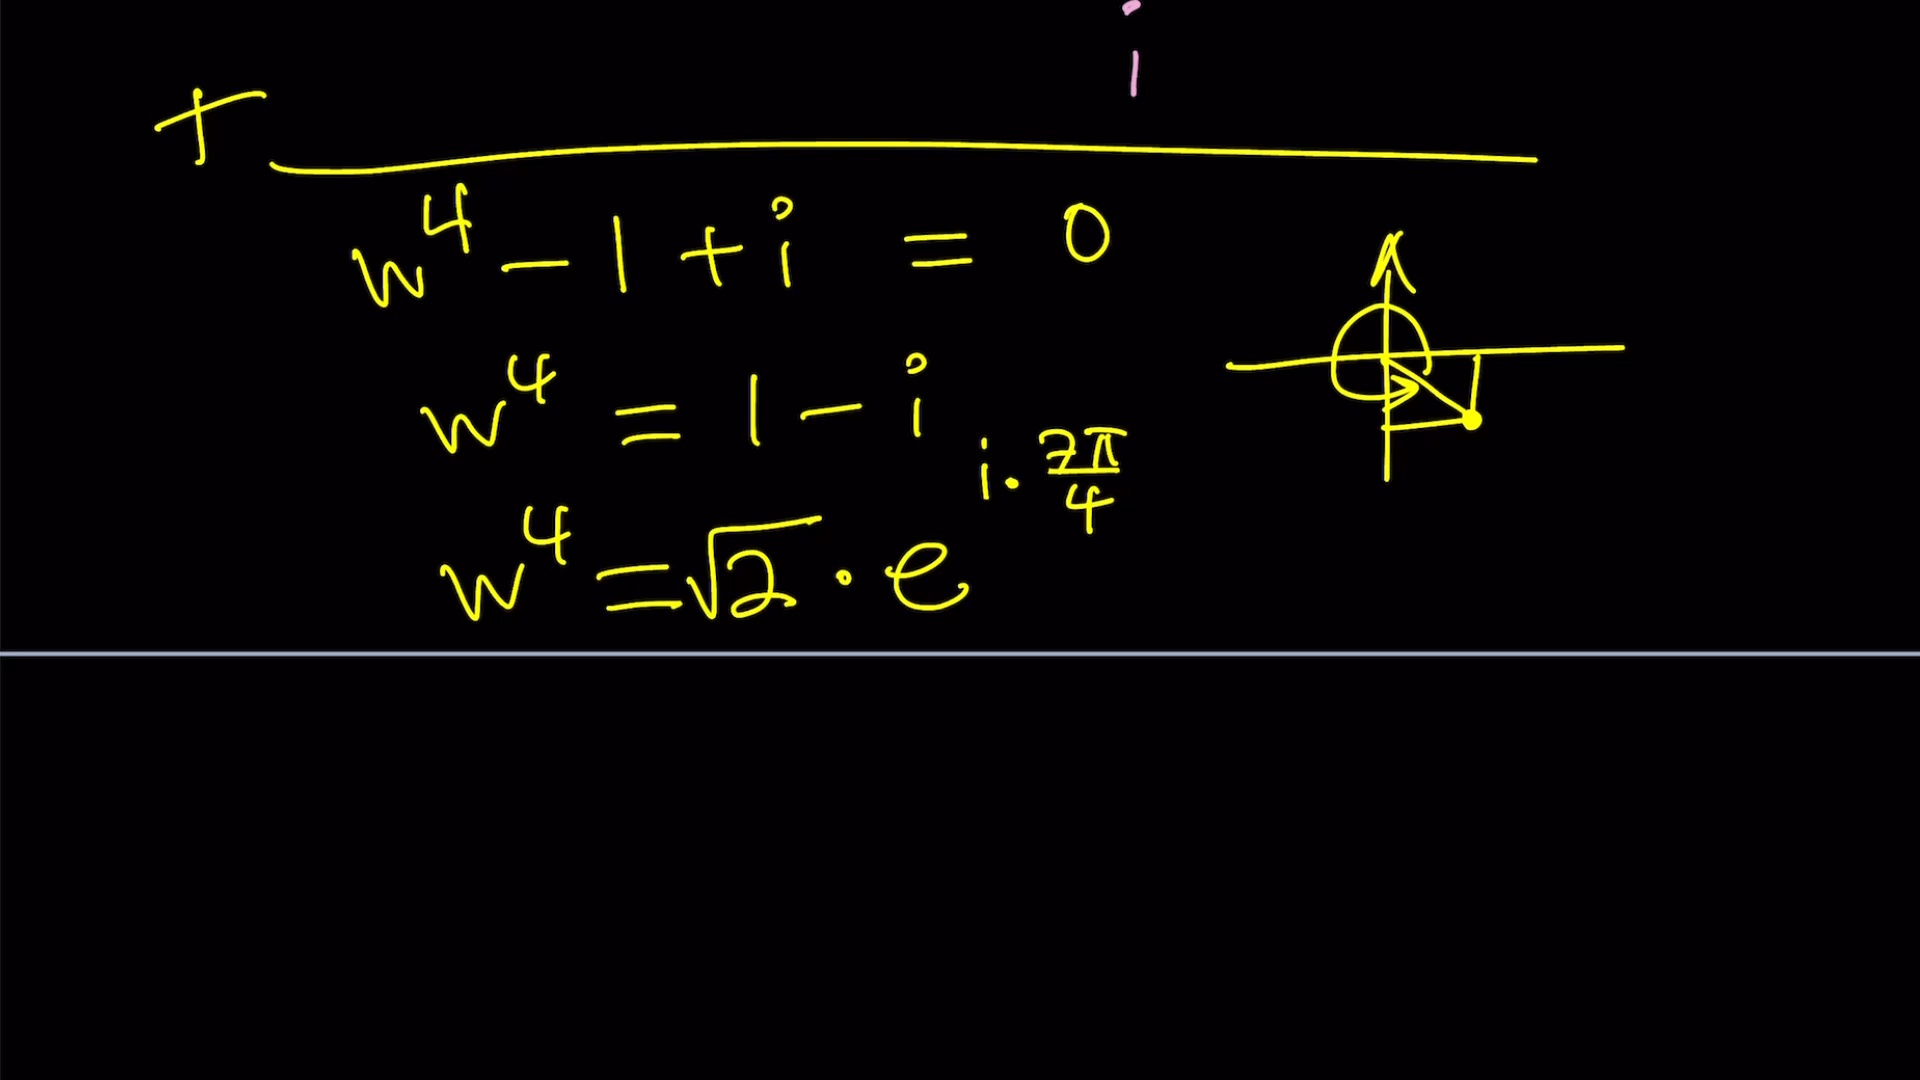 i
+
w⁴ - 1 + i = 0
w⁴ = 1 - i
w⁴ = √2 · e^(i · 7π/4)